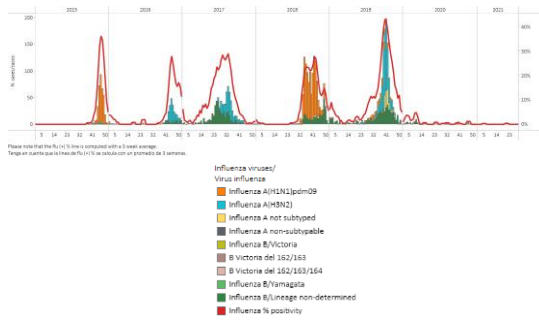 2015 2016 2017 2018 2019 2020 2021
200
150
100
50
0
40%
30%
20%
10%
0%
5 14 23 32 41 50 5 14 23 32 41 50 5 14 23 32 41 50 5 14 23 32 41 50 5 14 23 32 41 50 5 14 23 32 41 50 5 14 23
Please note that the flu (+) % line is computed with a 3 week average.
Tenga en cuenta que la línea de flu (+) % se calcula con un promedio de 3 semanas.
Influenza viruses/
Virus influenza
Influenza A(H1N1)pdm09
Influenza A(H3N2)
Influenza A not subtyped
Influenza A non-subtypable
Influenza B/Victoria
B Victoria del 162/163
B Victoria del 162/163/164
Influenza B/Yamagata
Influenza B/Lineage non-determined
Influenza % positivity